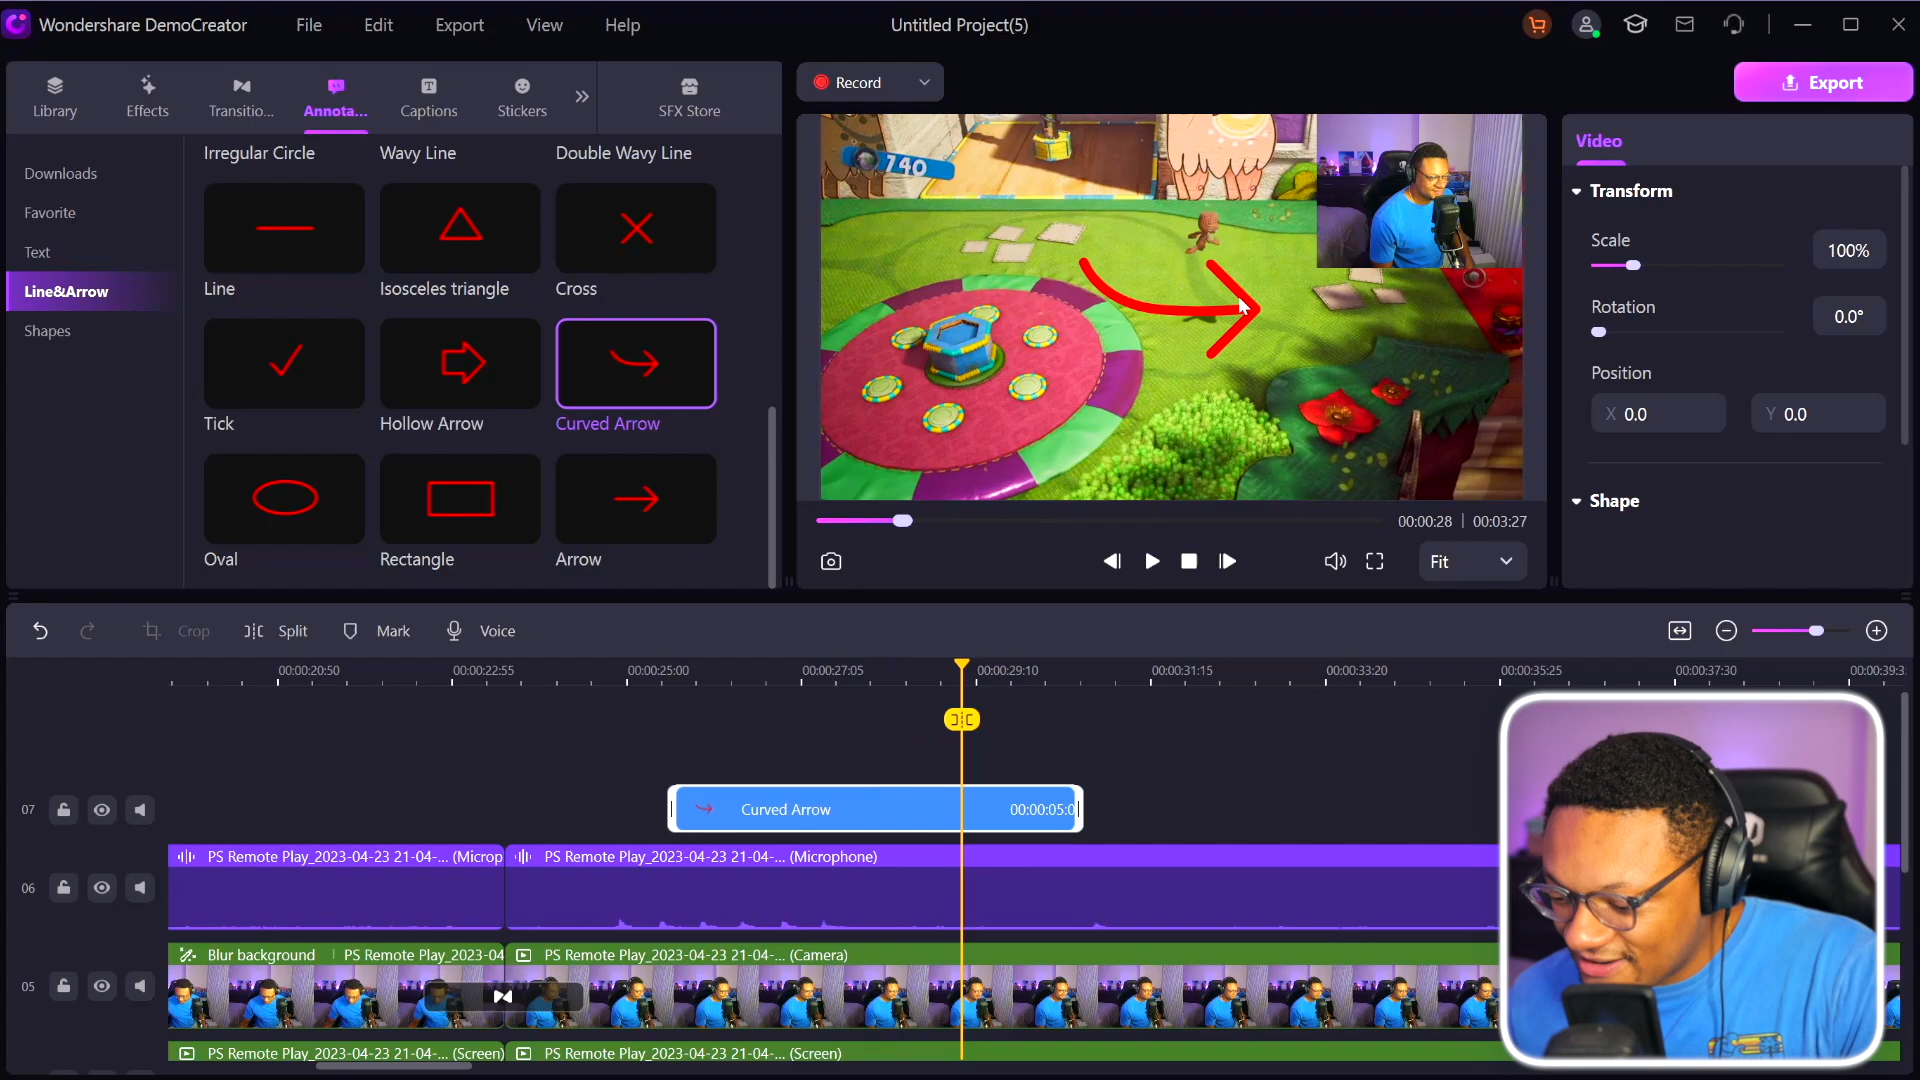 Wondershare DemoCreator File Edit Export View Help Untitled Project(5)
Library Effects Transitio... Annota... Captions Stickers SFX Store
Record
Export
Downloads
Favorite
Text
Line&Arrow
Shapes
Irregular Circle Wavy Line Double Wavy Line
Line Isosceles triangle Cross
Tick Hollow Arrow Curved Arrow
Oval Rectangle Arrow
740
00:00:28 | 00:03:27
Fit
Video
Transform
Scale
100%
Rotation
0.0°
Position
X 0.0 Y 0.0
Shape
Crop Split Mark Voice
00:00:20:50 00:00:22:55 00:00:25:00 00:00:27:05 00:00:29:10 00:00:31:15 00:00:33:20 00:00:35:25 00:00:37:30 00:00:39:3
07 Curved Arrow 00:00:05:0
PS Remote Play_2023-04-23 21-04-... (Microp PS Remote Play_2023-04-23 21-04-... (Microphone)
06
Blur background PS Remote Play_2023-04 PS Remote Play_2023-04-23 21-04-... (Camera)
05
PS Remote Play_2023-04-23 21-04-... (Screen) PS Remote Play_2023-04-23 21-04-... (Screen)